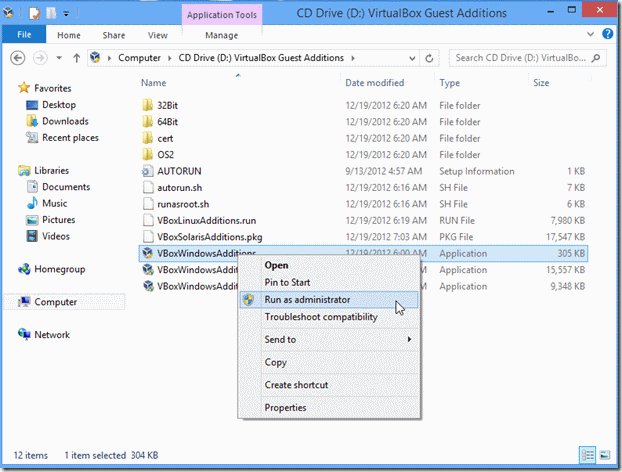 Application Tools
CD Drive (D:) VirtualBox Guest Additions
File Home Share View Manage
Computer CD Drive (D:) VirtualBox Guest Additions
Search CD Drive (D:) VirtualBo...
Favorites
Desktop
Downloads
Recent places
Libraries
Documents
Music
Pictures
Videos
Homegroup
Computer
Network
Name Date modified Type Size
32Bit 12/19/2012 6:20 AM File folder
64Bit 12/19/2012 6:20 AM File folder
cert 12/19/2012 6:20 AM File folder
OS2 12/19/2012 6:20 AM File folder
AUTORUN 9/13/2012 4:57 AM Setup Information 1 KB
autorun.sh 12/19/2012 6:16 AM SH File 7 KB
runasroot.sh 12/19/2012 6:16 AM SH File 6 KB
VBoxLinuxAdditions.run 12/19/2012 6:19 AM RUN File 7,980 KB
VBoxSolarisAdditions.pkg 12/19/2012 7:03 AM PKG File 17,547 KB
VBoxWindowsAdditions 12/19/2012 6:00 AM Application 305 KB
VBoxWindowsAdd Application 15,557 KB
VBoxWindowsAdd Application 9,348 KB
Open
Pin to Start
Run as administrator
Troubleshoot compatibility
Send to
Copy
Create shortcut
Properties
12 items 1 item selected 304 KB